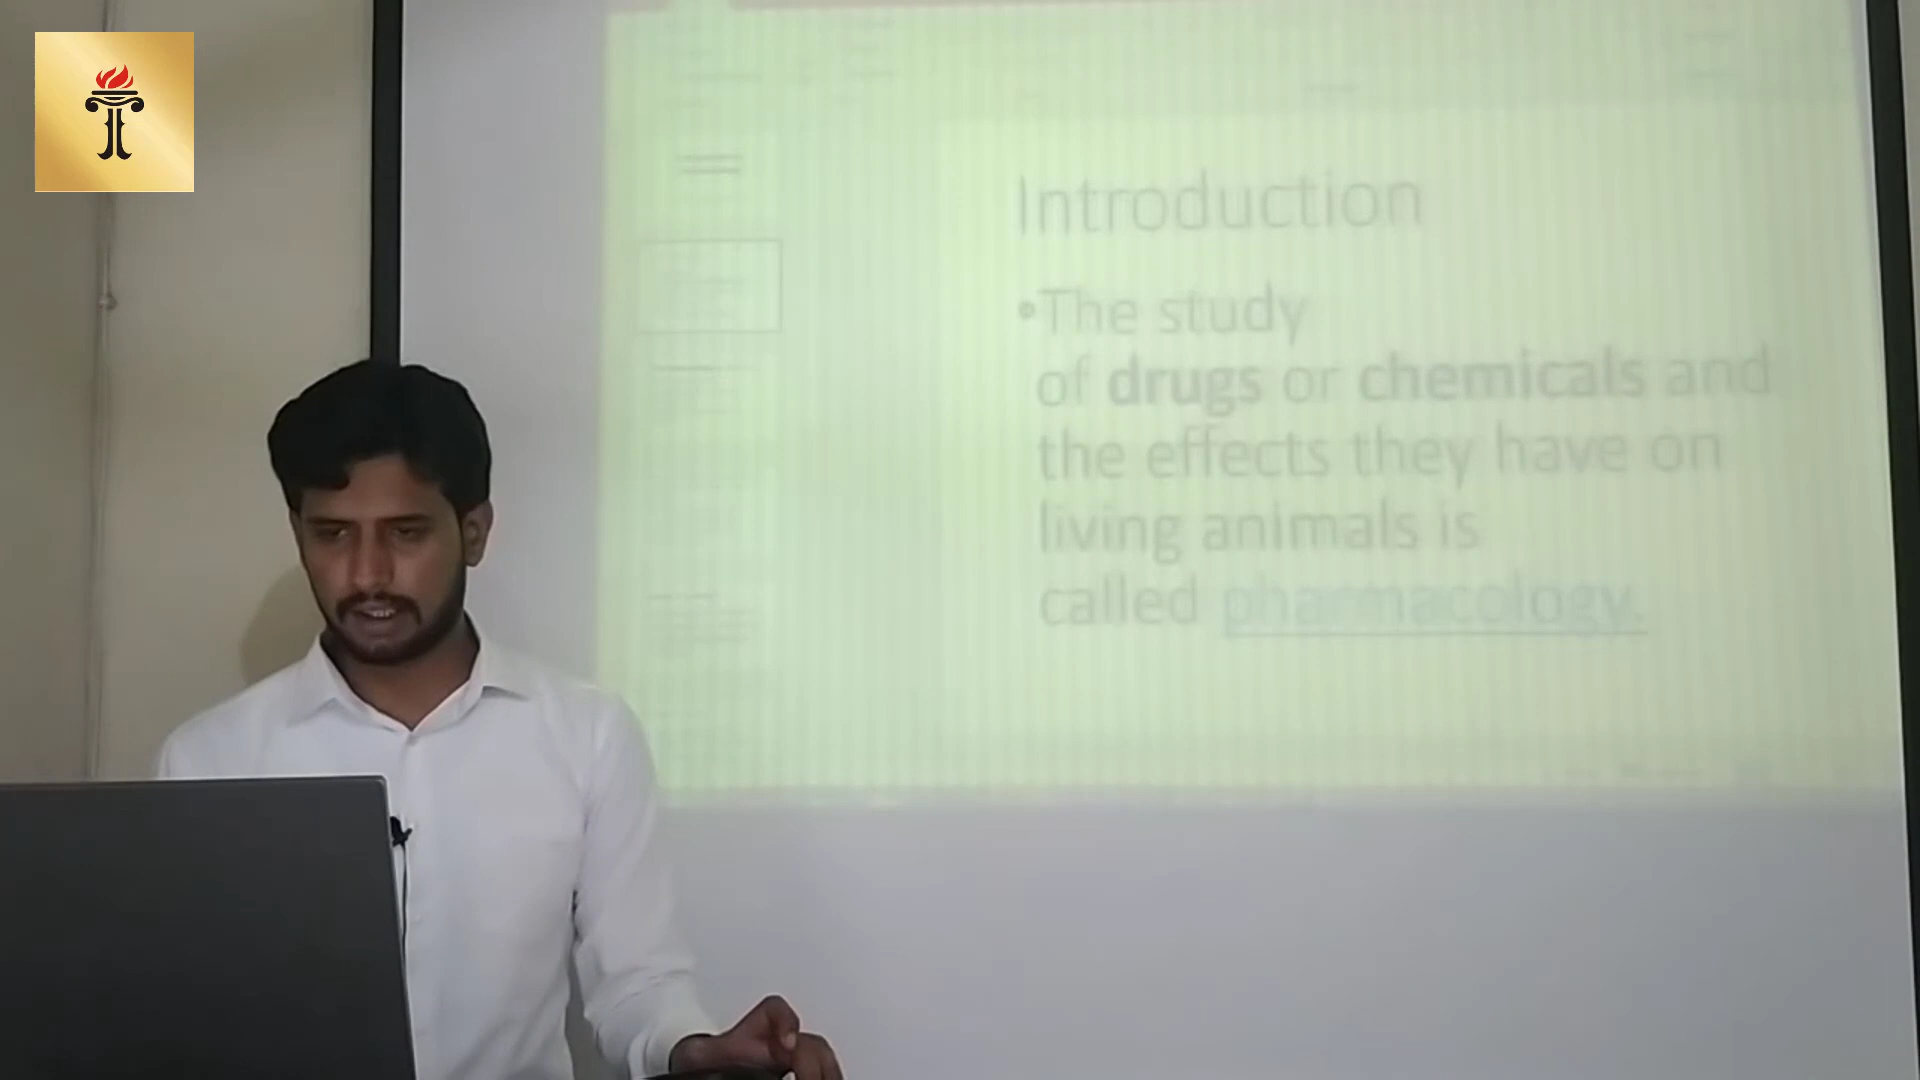 Introduction
•The study
of drugs or chemicals and
the effects they have on
living animals is
called pharmacology.